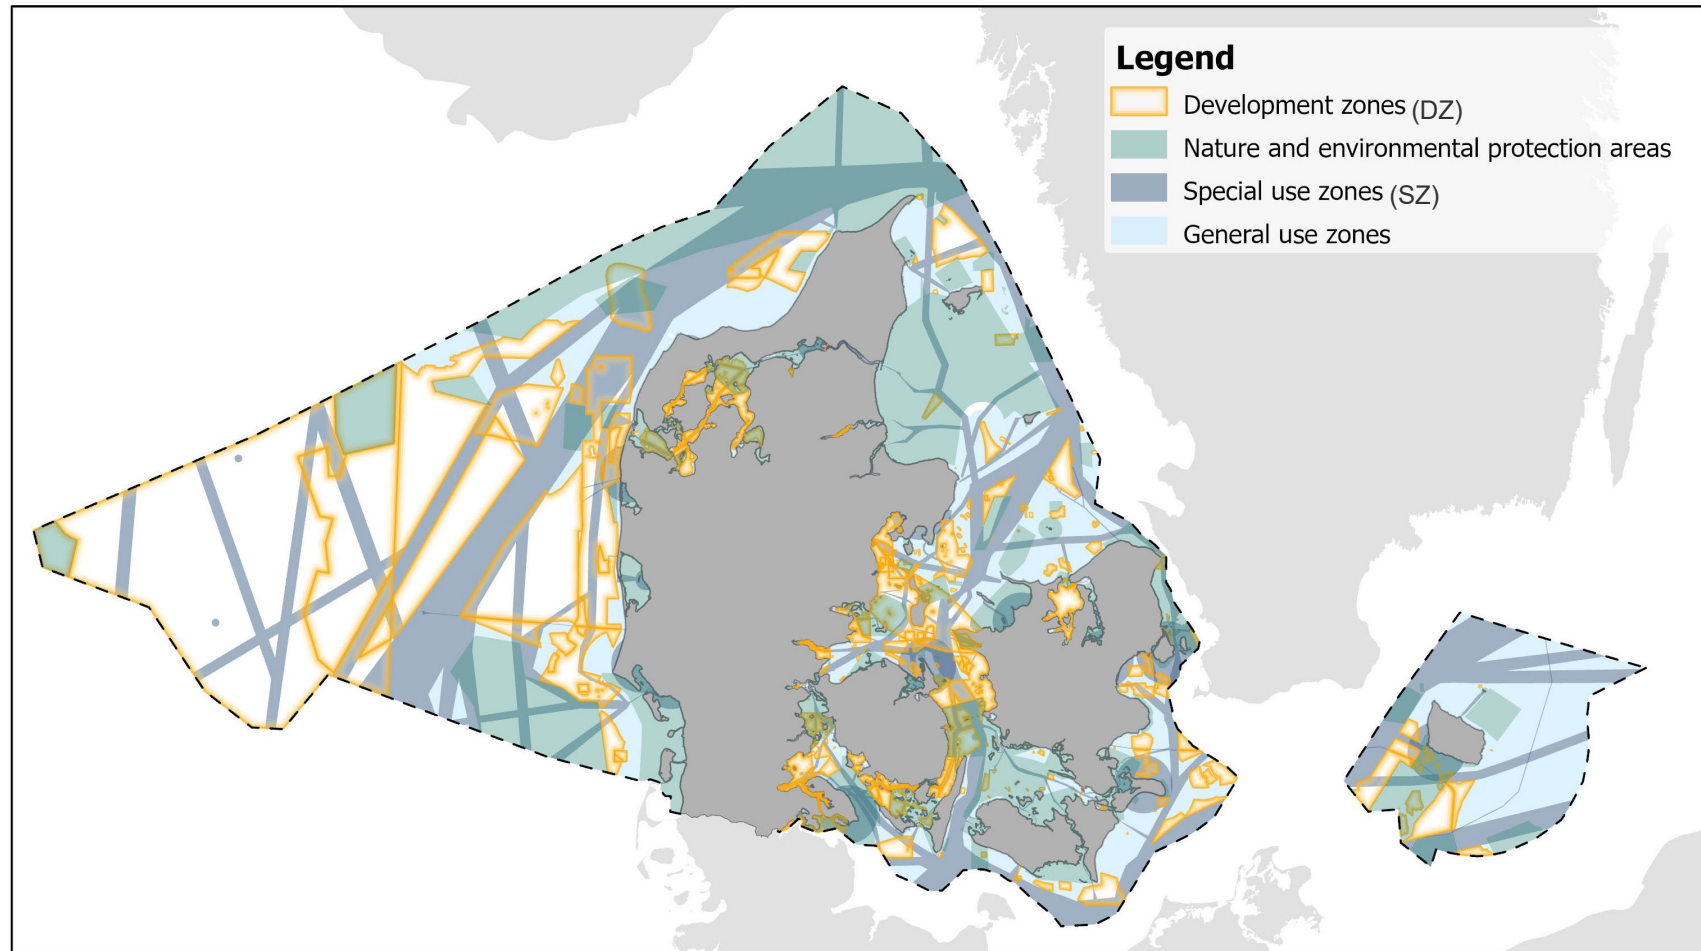 Legend
Development zones (DZ)
Nature and environmental protection areas
Special use zones (SZ)
General use zones